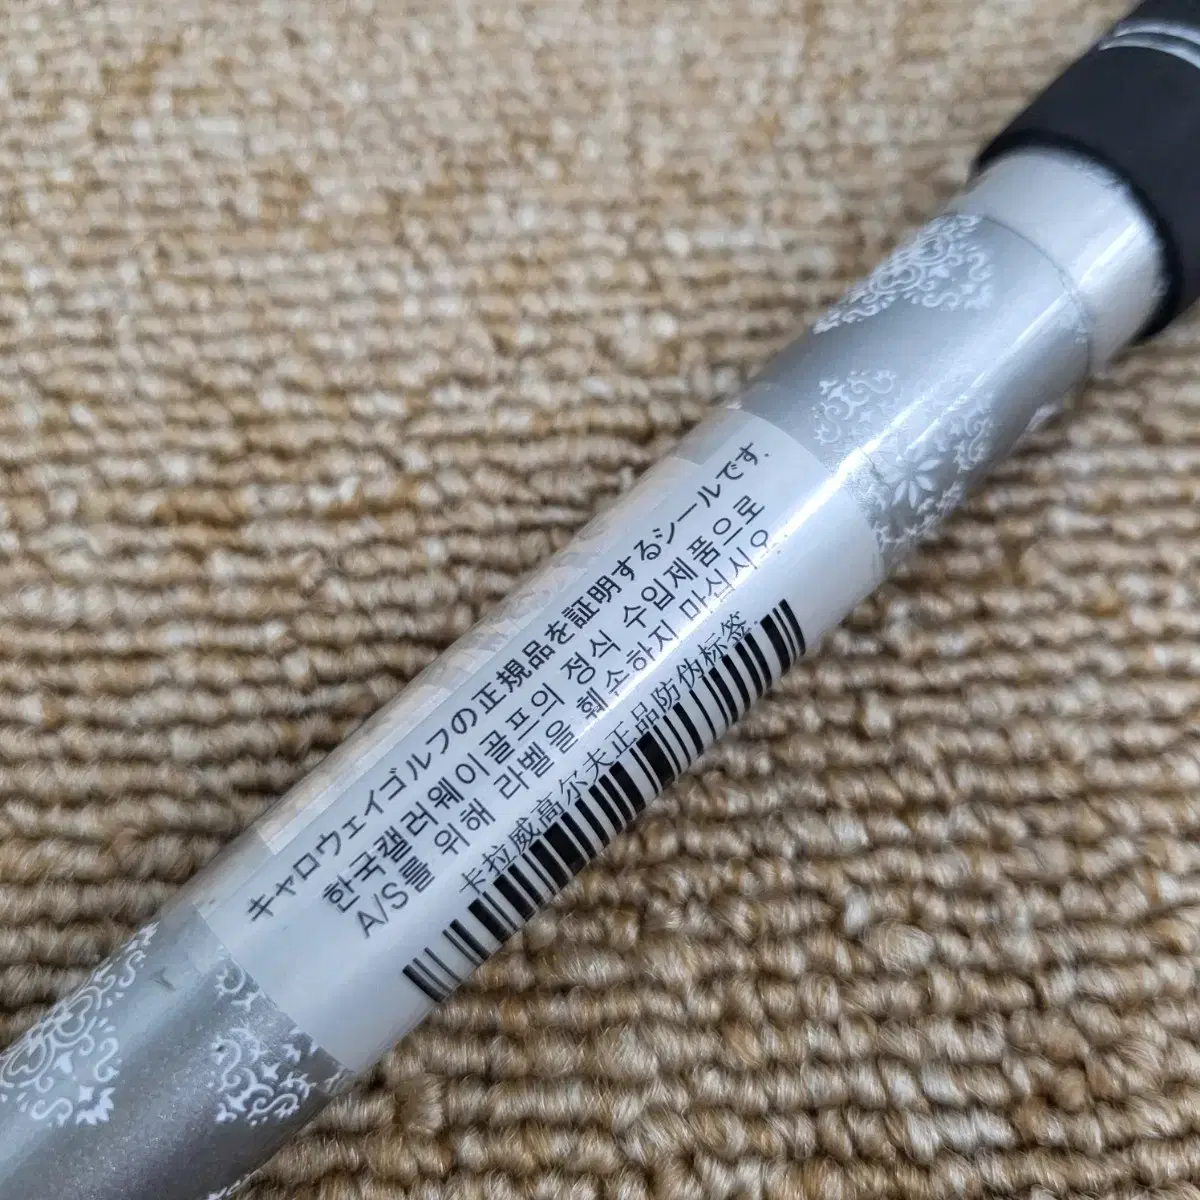 キャロウェイゴルフの正規品を証明するシールです.
한국캘러웨이골프의 정식 수입제품으로
A/S를 위해 라벨을 훼손하지 마십시오.
卡拉威高尔夫正品防伪标签.